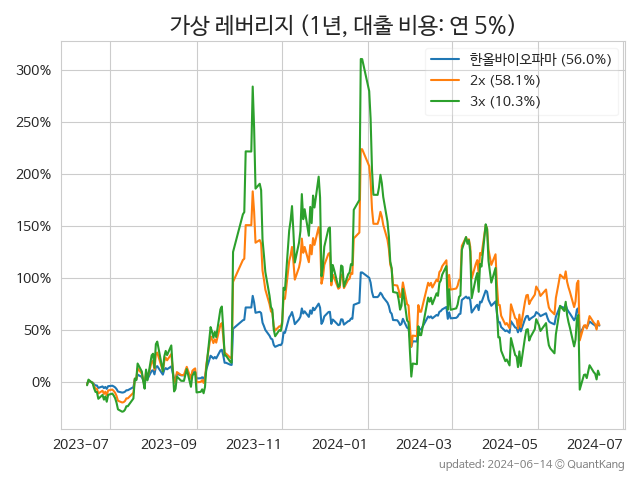 가상 레버리지 (1년, 대출 비용: 연 5%)
한올바이오파마 (56.0%)
2x (58.1%)
3x (10.3%)
300%
250%
200%
150%
100%
50%
0%
2023-07 2023-09 2023-11 2024-01 2024-03 2024-05 2024-07
updated: 2024-06-14 © QuantKang